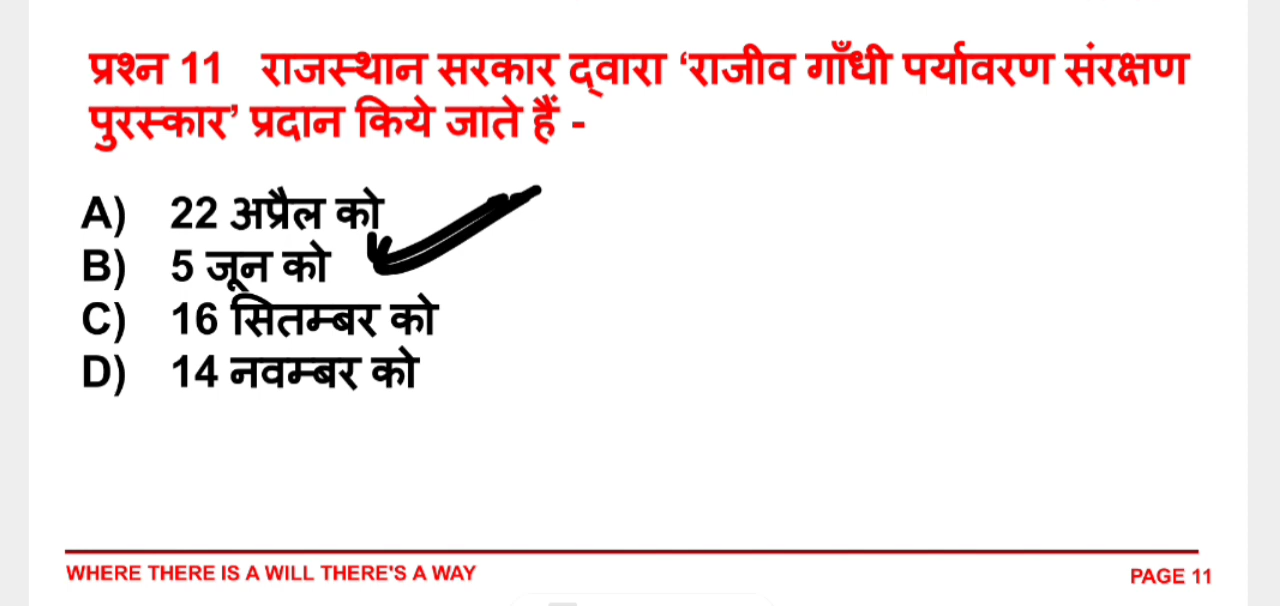 प्रश्न 11 राजस्थान सरकार द्वारा ‘राजीव गाँधी पर्यावरण संरक्षण
पुरस्कार’ प्रदान किये जाते हैं -
A) 22 अप्रैल को
B) 5 जून को
C) 16 सितम्बर को
D) 14 नवम्बर को
WHERE THERE IS A WILL THERE'S A WAY
PAGE 11